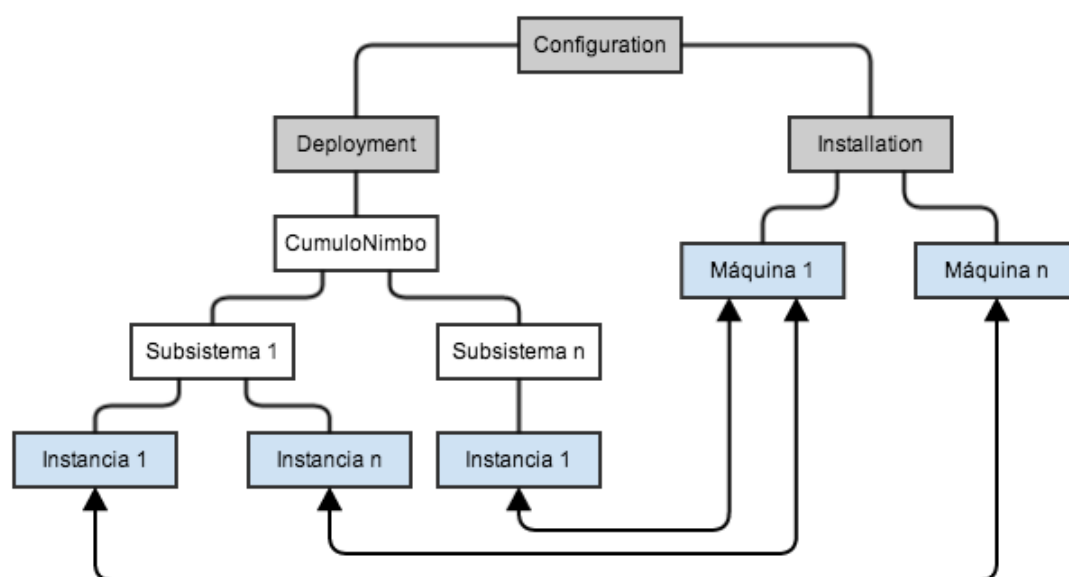 Configuration
Deployment
Installation
CumuloNimbo
Máquina 1
Máquina n
Subsistema 1
Subsistema n
Instancia 1
Instancia n
Instancia 1